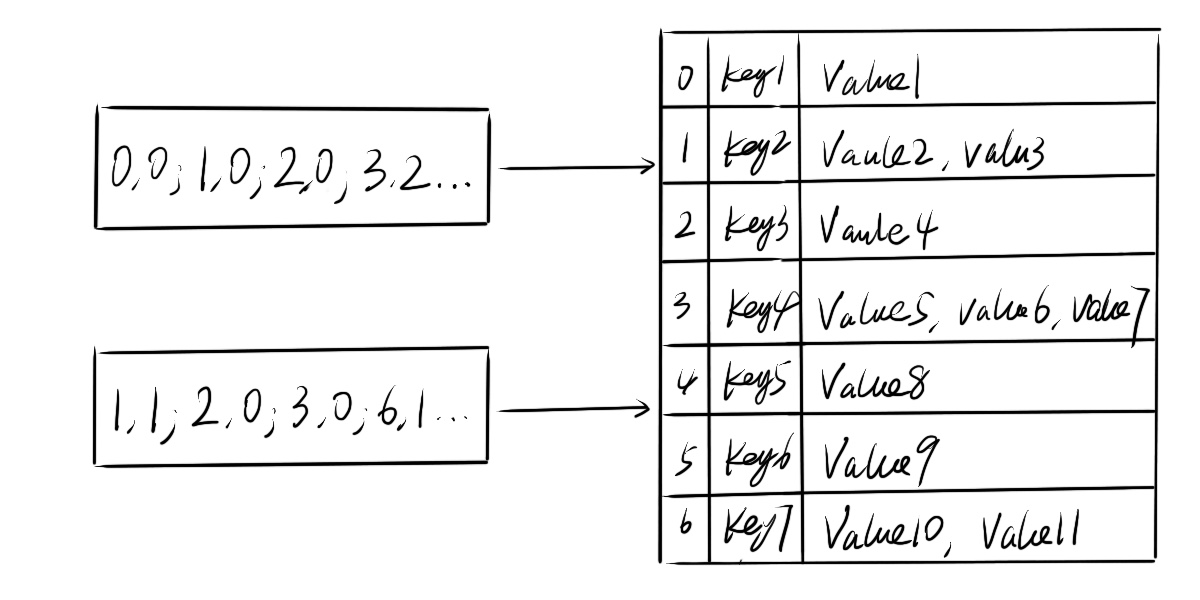 0,0; 1,0; 2,0; 3,2...
1,1; 2,0; 3,0; 6,1...
0 key1 Value1
1 key2 Vaule2, valu3
2 key3 Vaule4
3 key4 Value5, value6, value7
4 key5 Value8
5 key6 Value9
6 key7 Value10, Value11